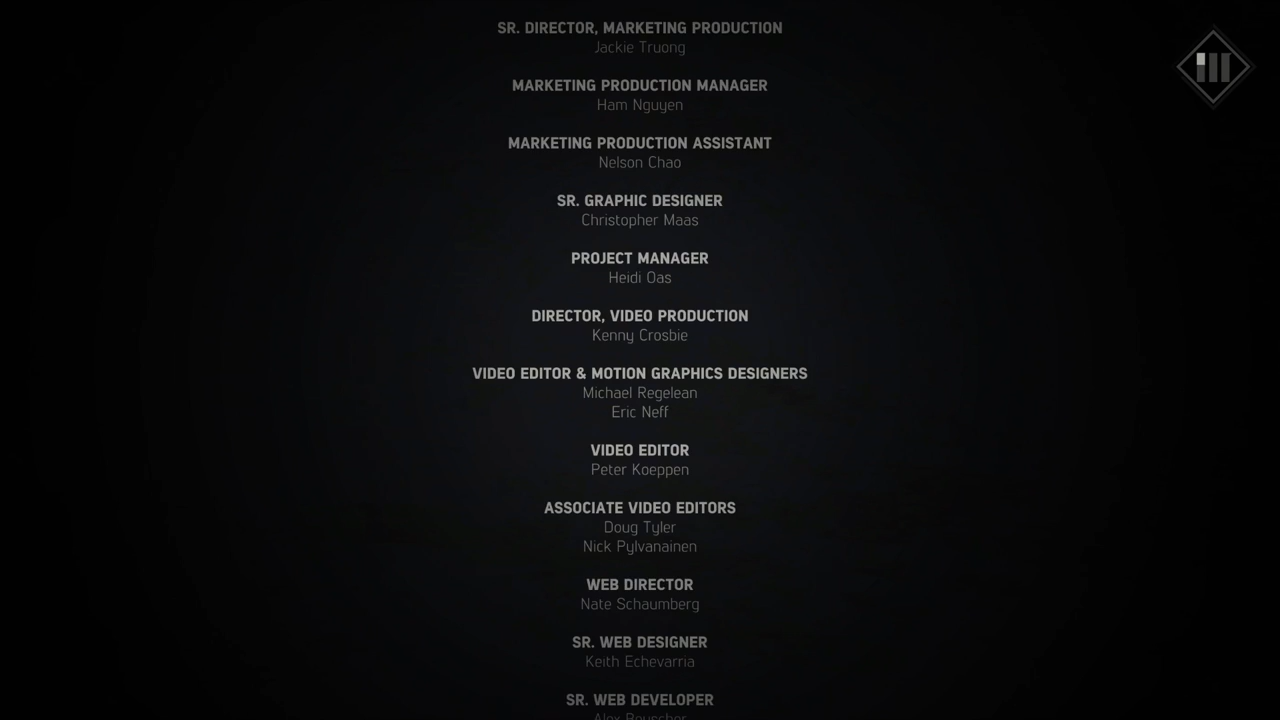 SR. DIRECTOR, MARKETING PRODUCTION
Jackie Truong
MARKETING PRODUCTION MANAGER
Ham Nguyen
MARKETING PRODUCTION ASSISTANT
Nelson Chao
SR. GRAPHIC DESIGNER
Christopher Maas
PROJECT MANAGER
Heidi Oas
DIRECTOR, VIDEO PRODUCTION
Kenny Crosbie
VIDEO EDITOR & MOTION GRAPHICS DESIGNERS
Michael Regelean
Eric Neff
VIDEO EDITOR
Peter Koeppen
ASSOCIATE VIDEO EDITORS
Doug Tyler
Nick Pylvanainen
WEB DIRECTOR
Nate Schaumberg
SR. WEB DESIGNER
Keith Echevarria
SR. WEB DEVELOPER
Alex